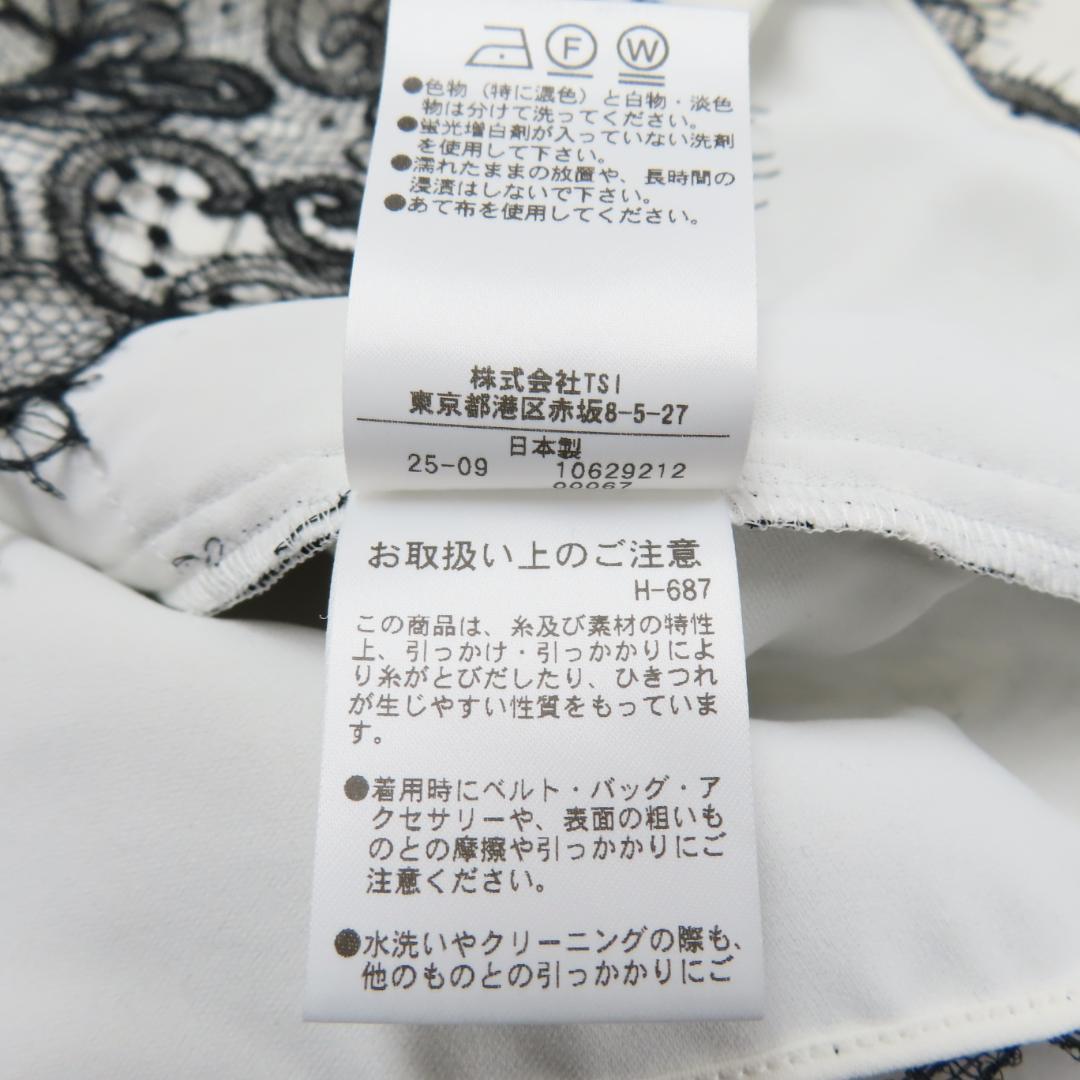 F W
●色物（特に濃色）と白物・淡色
物は分けて洗ってください。
●蛍光増白剤が入っていない洗剤
を使用して下さい。
●濡れたままの放置や、長時間の
浸漬はしないで下さい。
●あて布を使用してください。
株式会社TSI
東京都港区赤坂8-5-27
日本製
25-09 10629212
00067
お取扱い上のご注意
H-687
この商品は、糸及び素材の特性
上、引っかけ・引っかかりによ
り糸がとびだしたり、ひきつれ
が生じやすい性質をもっていま
す。
●着用時にベルト・バッグ・ア
クセサリーや、表面の粗いも
のとの摩擦や引っかかりにご
注意ください。
●水洗いやクリーニングの際も、
他のものとの引っかかりにご